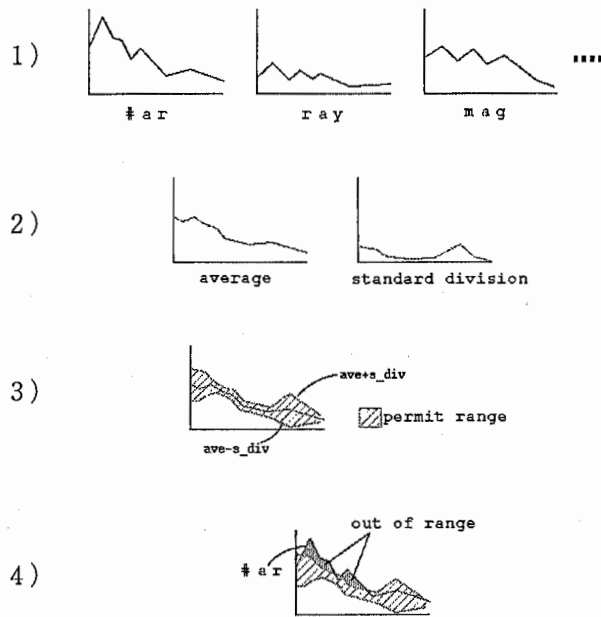 1)
# ar
ray
mag
2)
average
standard division
3)
ave+s_div
permit range
ave-s_div
out of range
4)
# ar